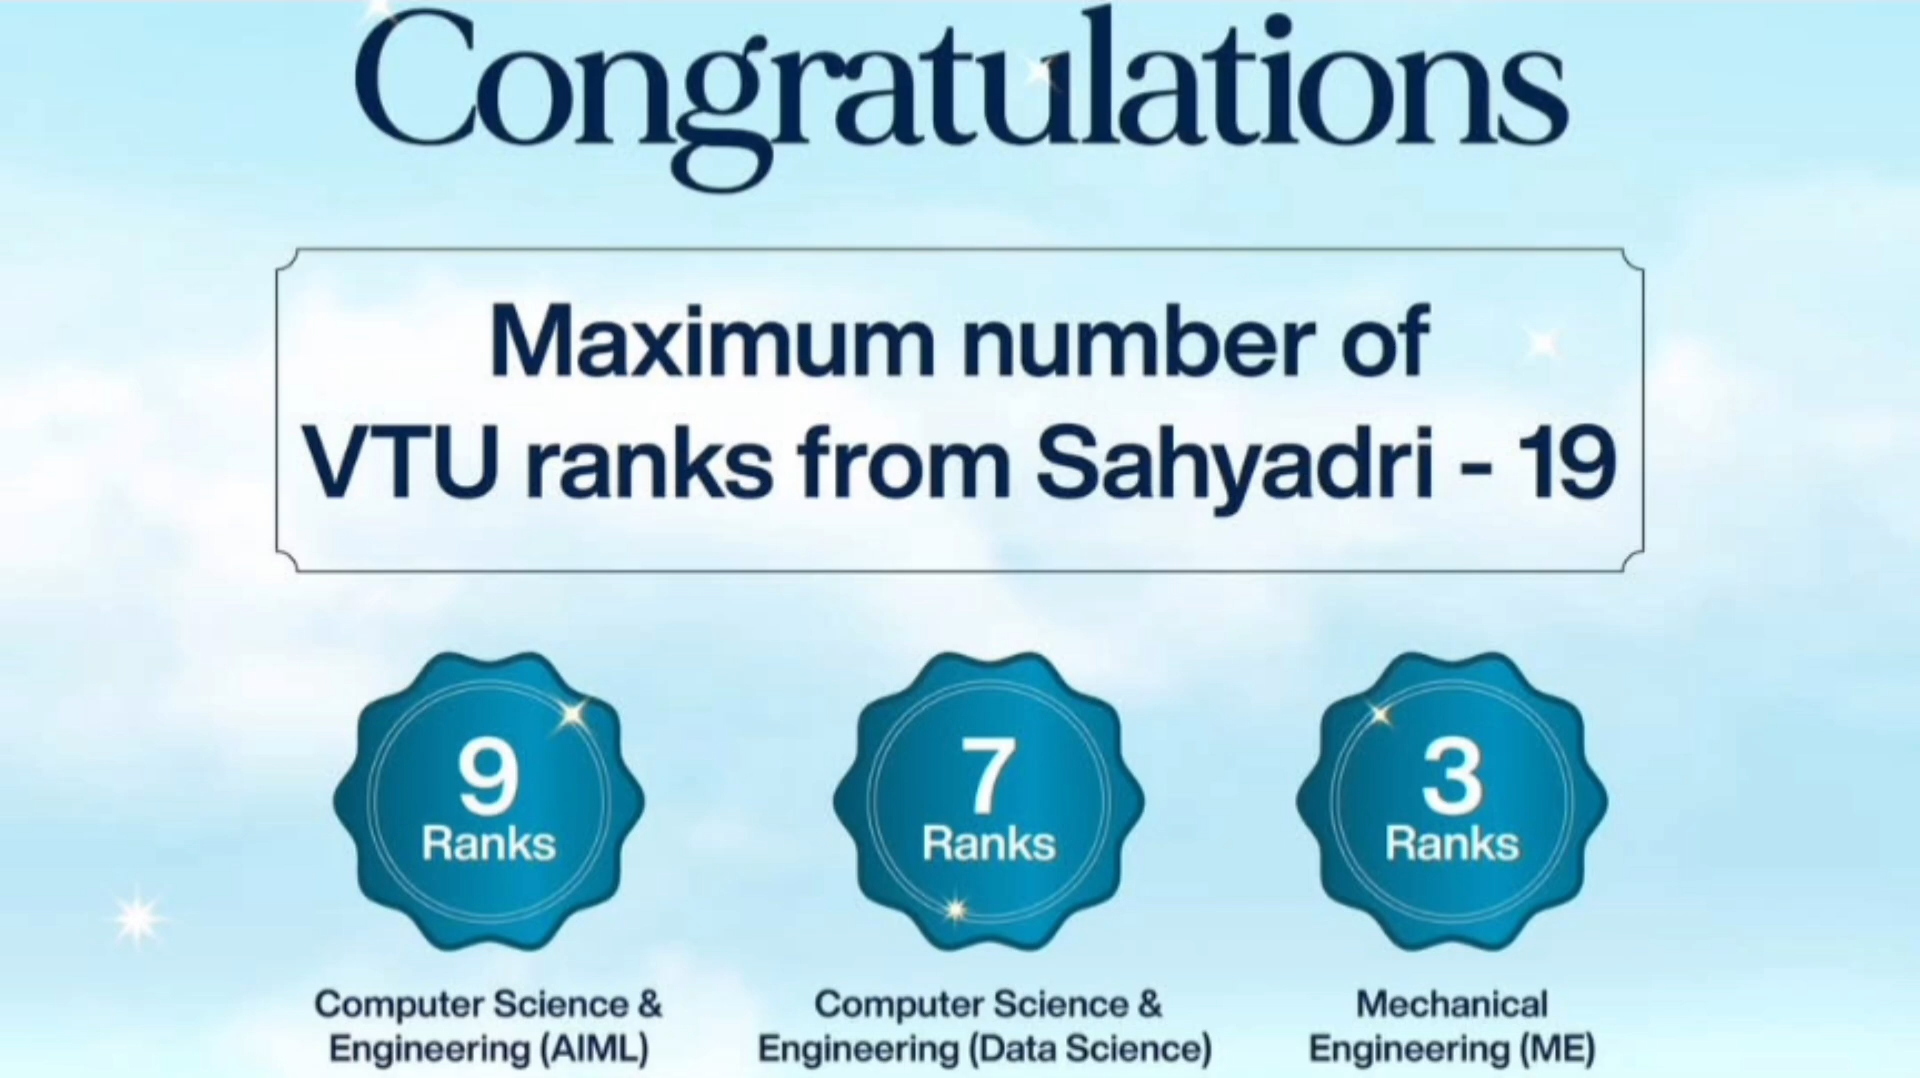 Congratulations
Maximum number of
VTU ranks from Sahyadri - 19
9
Ranks
7
Ranks
3
Ranks
Computer Science &
Engineering (AIML)
Computer Science &
Engineering (Data Science)
Mechanical
Engineering (ME)